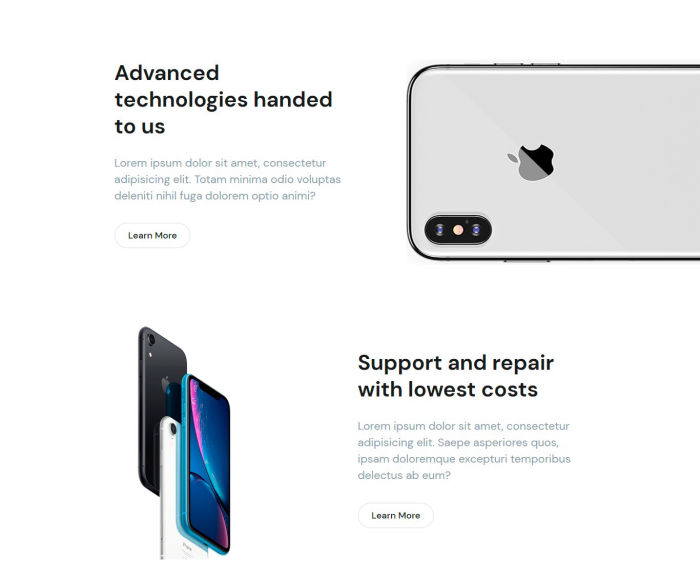 Advanced
technologies handed
to us
Lorem ipsum dolor sit amet, consectetur
adipisicing elit. Totam minima odio voluptas
deleniti nihil fuga dolorem optio animi?
Learn More
Support and repair
with lowest costs
Lorem ipsum dolor sit amet, consectetur
adipisicing elit. Saepe asperiores quos,
ipsam doloremque excepturi temporibus
delectus ab eum?
Learn More